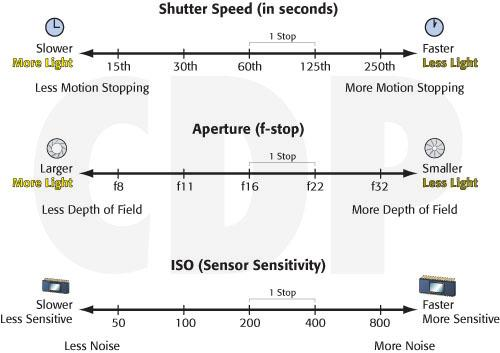 Shutter Speed (in seconds)
1 Stop
Slower
Faster
More Light
15th 30th 60th 125th 250th
Less Light
Less Motion Stopping
More Motion Stopping
Aperture (f-stop)
1 Stop
Larger
Smaller
More Light
f8 f11 f16 f22 f32
Less Light
Less Depth of Field
More Depth of Field
ISO (Sensor Sensitivity)
1 Stop
Slower
Faster
Less Sensitive
50 100 200 400 800
More Sensitive
Less Noise
More Noise
CDP